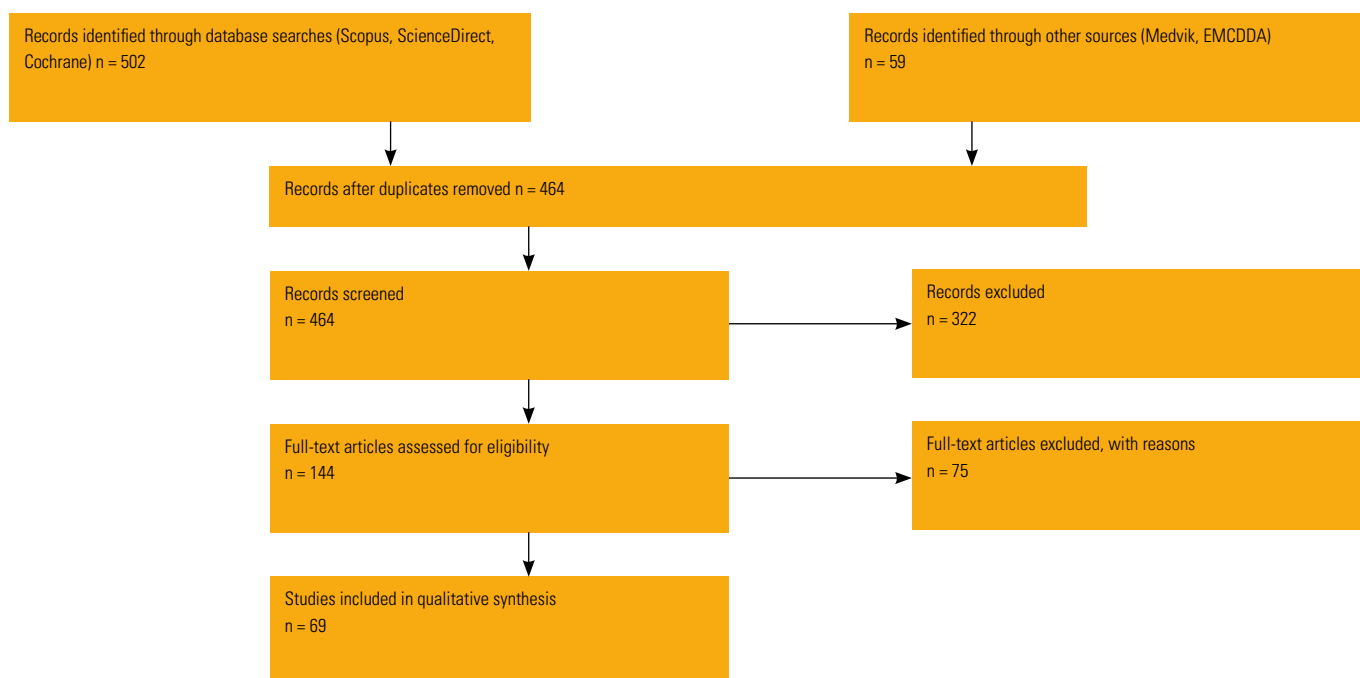 Records identified through database searches (Scopus, ScienceDirect,
Cochrane) n = 502
Records identified through other sources (Medvik, EMCDDA)
n = 59
Records after duplicates removed n = 464
Records screened
n = 464
Records excluded
n = 322
Full-text articles assessed for eligibility
n = 144
Full-text articles excluded, with reasons
n = 75
Studies included in qualitative synthesis
n = 69